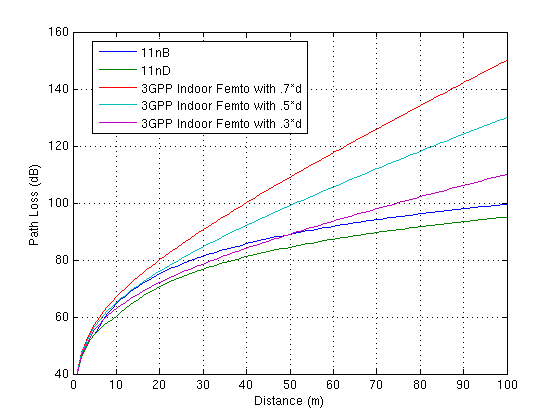 160
140
120
100
80
60
40
Path Loss (dB)
11nB
11nD
3GPP Indoor Femto with .7*d
3GPP Indoor Femto with .5*d
3GPP Indoor Femto with .3*d
0 10 20 30 40 50 60 70 80 90 100
Distance (m)